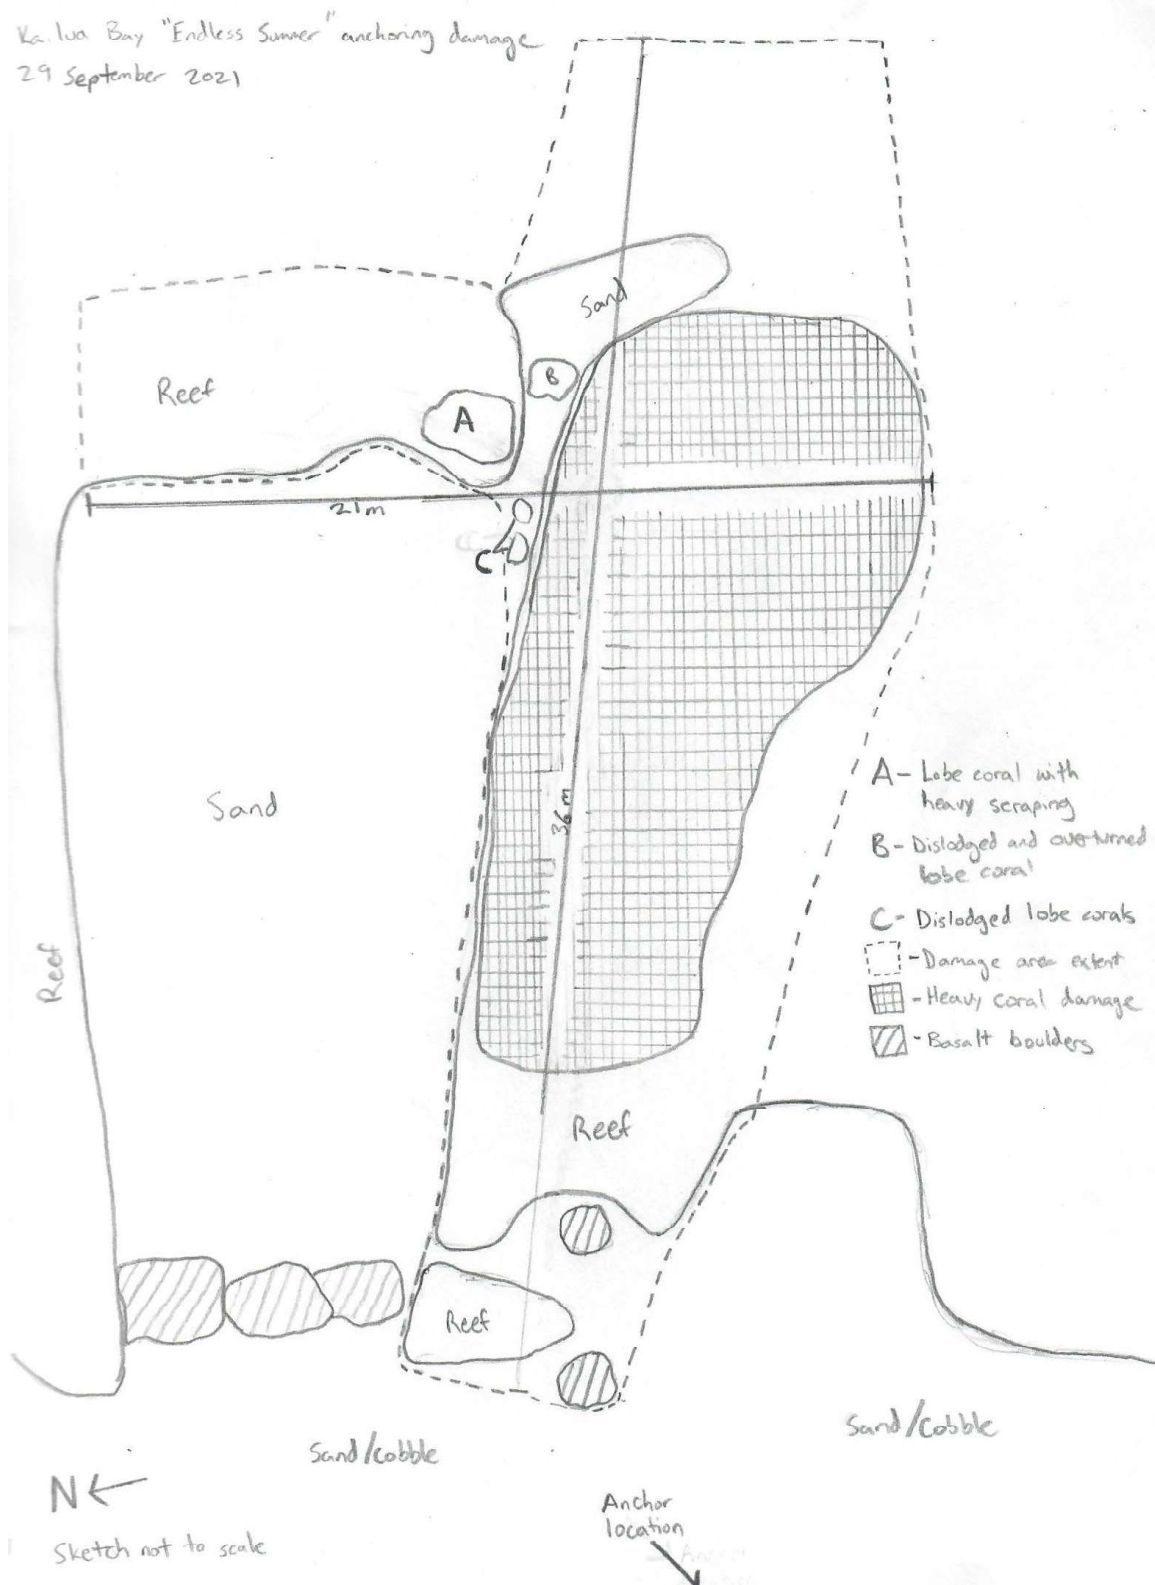 Kailua Bay "Endless Summer" anchoring damage
29 September 2021
Sand
Reef
B
A
21m
C
Sand
36m
Reef
A - Lobe coral with
heavy scraping
B - Dislodged and overturned
lobe coral
C - Dislodged lobe corals
- Damage area extent
- Heavy coral damage
- Basalt boulders
Reef
Reef
Sand/Cobble
Sand/Cobble
N
Anchor
location
Sketch not to scale